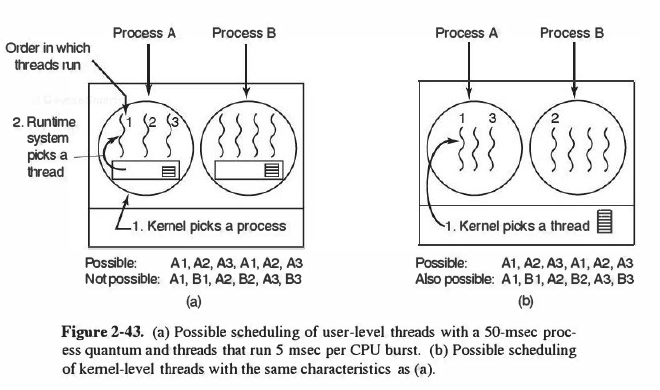 Process A
Process B
Order in which
threads run
1 2 3
2. Runtime
system
picks a
thread
1. Kernel picks a process
Possible: A1, A2, A3, A1, A2, A3
Not possible: A1, B1, A2, B2, A3, B3
(a)
Process A
Process B
1 3
2
1. Kernel picks a thread
Possible: A1, A2, A3, A1, A2, A3
Also possible: A1, B1, A2, B2, A3, B3
(b)
Figure 2-43. (a) Possible scheduling of user-level threads with a 50-msec proc-
ess quantum and threads that run 5 msec per CPU burst. (b) Possible scheduling
of kernel-level threads with the same characteristics as (a).